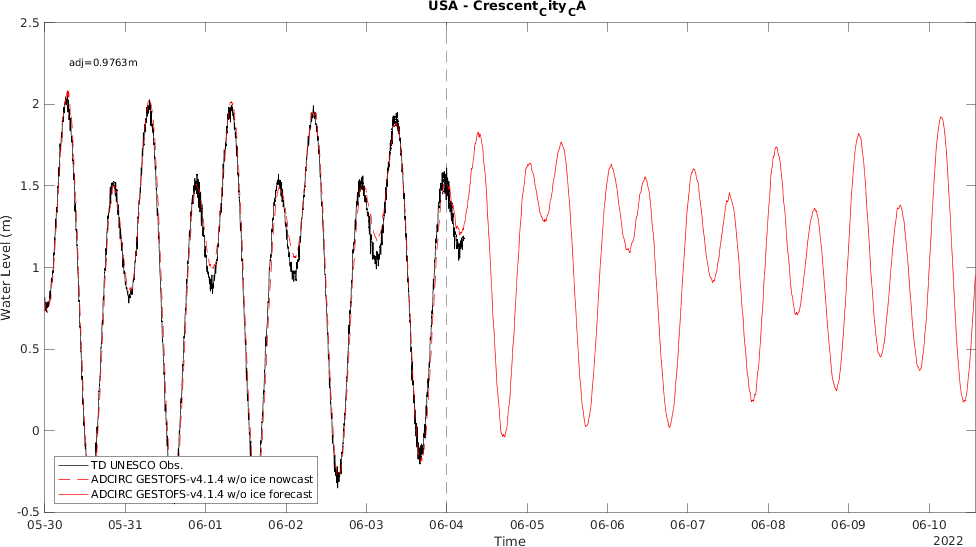 USA - Crescent_City_CA
2.5
adj=0.9763m
2
1.5
1
0.5
0
-0.5
Water Level (m)
TD UNESCO Obs.
ADCIRC GESTOFS-v4.1.4 w/o ice nowcast
ADCIRC GESTOFS-v4.1.4 w/o ice forecast
05-30 05-31 06-01 06-02 06-03 06-04 06-05 06-06 06-07 06-08 06-09 06-10
Time
2022